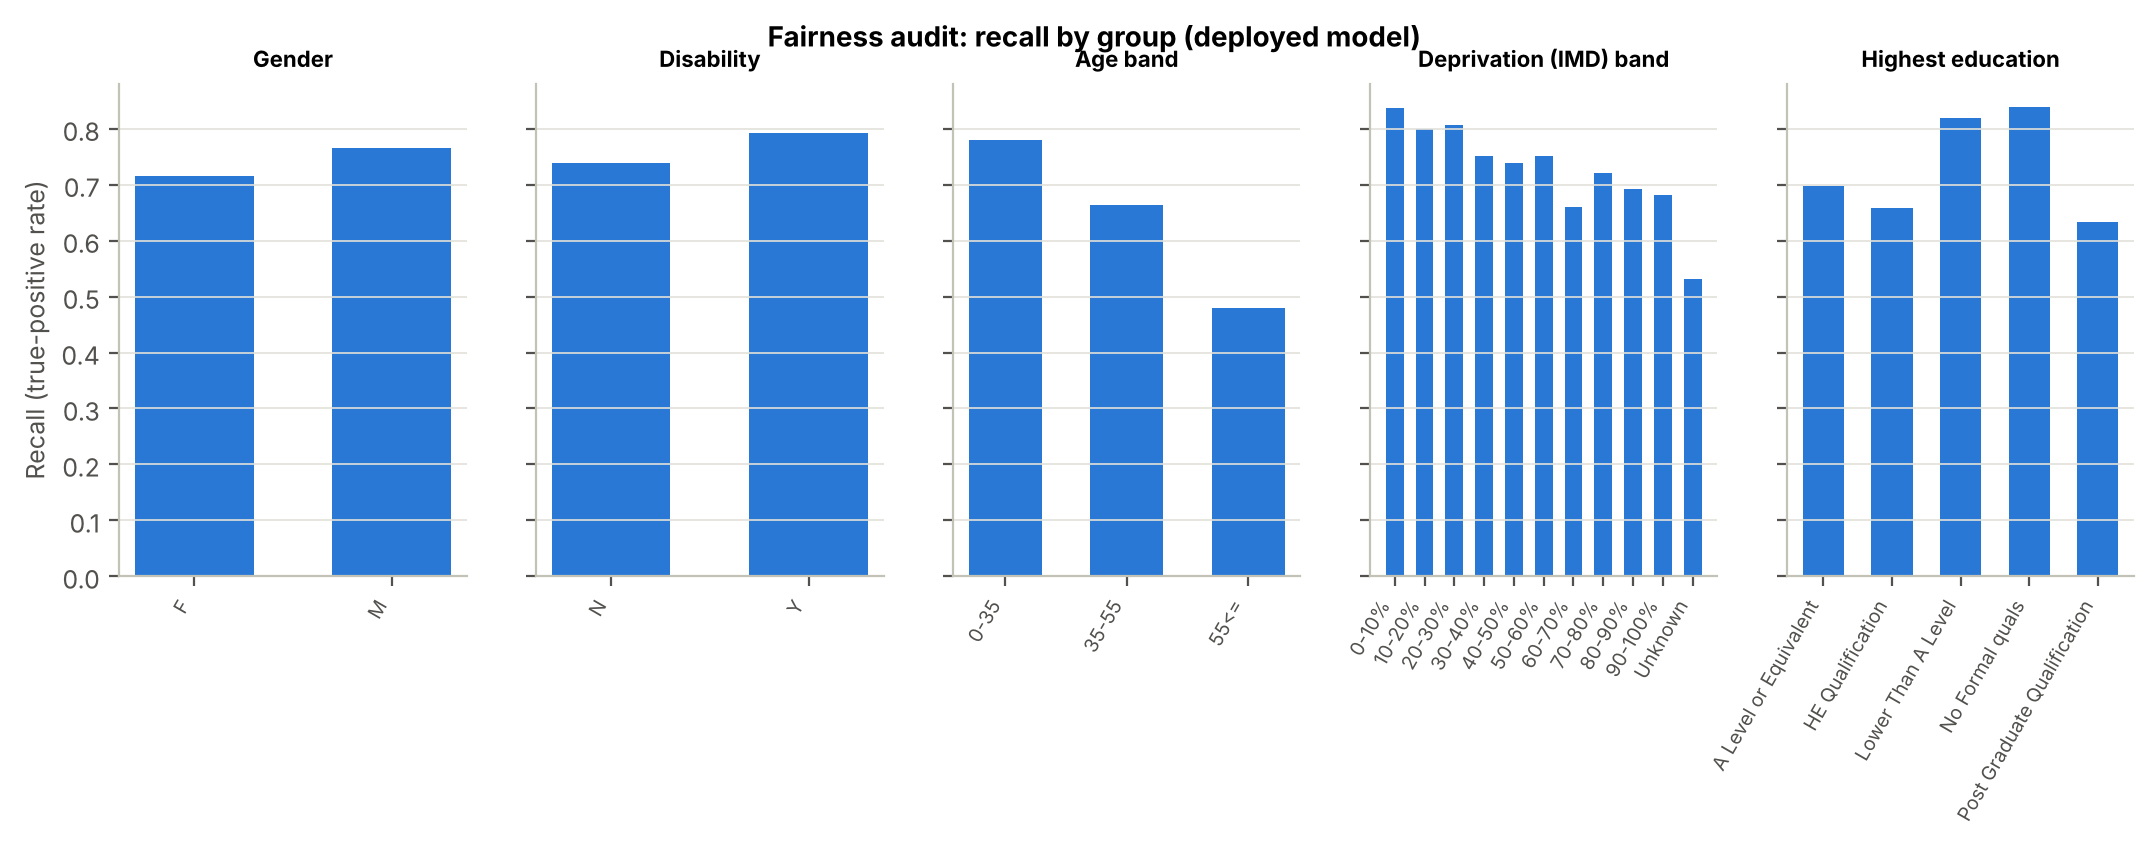 Fairness audit: recall by group (deployed model)
Gender
Disability
Age band
Deprivation (IMD) band
Highest education
Recall (true-positive rate)
0.8
0.7
0.6
0.5
0.4
0.3
0.2
0.1
0.0
F
M
N
Y
0-35
35-55
55<=
0-10%
10-20%
20-30%
30-40%
40-50%
50-60%
60-70%
70-80%
80-90%
90-100%
Unknown
A Level or Equivalent
HE Qualification
Lower Than A Level
No Formal quals
Post Graduate Qualification